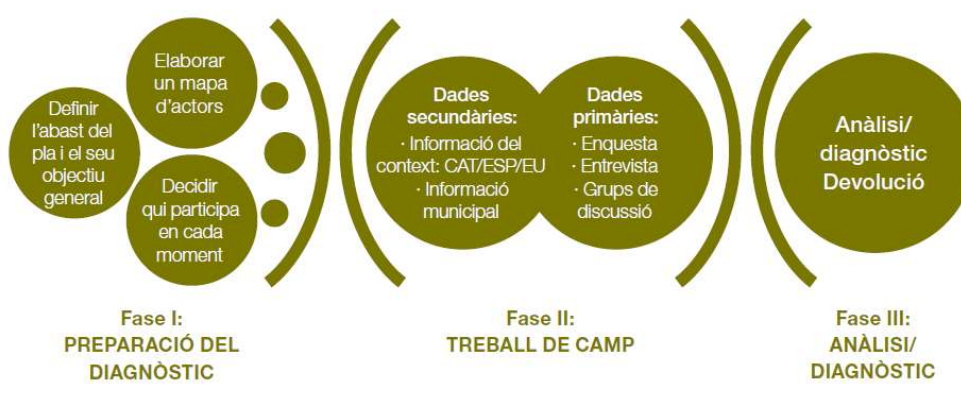 Definir
l'abast del
pla i el seu
objectiu
general
Elaborar
un mapa
d'actors
Decidir
qui participa
en cada
moment
Dades
secundàries:
· Informació del
context: CAT/ESP/EU
· Informació
municipal
Dades
primàries:
· Enquesta
· Entrevista
· Grups de
discussió
Anàlisi/
diagnòstic
Devolució
Fase I:
PREPARACIÓ DEL
DIAGNÒSTIC
Fase II:
TREBALL DE CAMP
Fase III:
ANÀLISI/
DIAGNÒSTIC